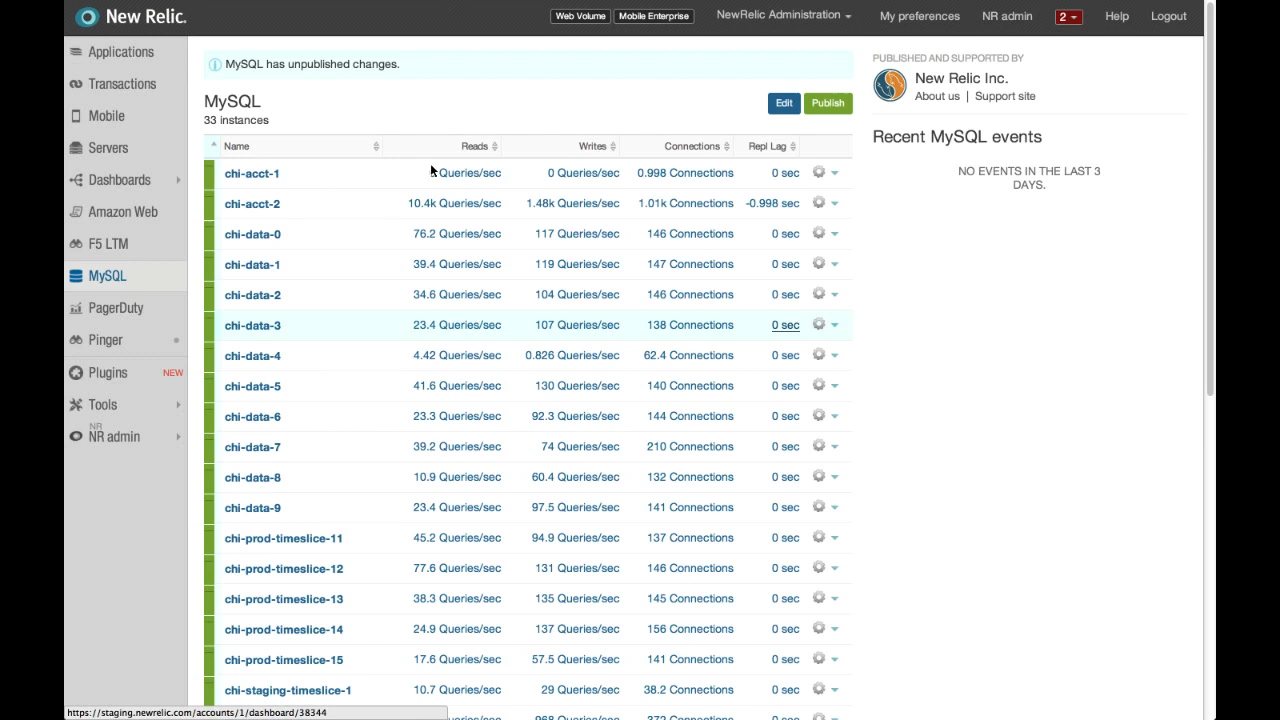 New Relic.
Web Volume Mobile Enterprise NewRelic Administration My preferences NR admin 2 Help Logout
Applications
Transactions
Mobile
Servers
Dashboards
Amazon Web
F5 LTM
MySQL
PagerDuty
Pinger
Plugins NEW
Tools
NR
NR admin
MySQL has unpublished changes.
MySQL
33 instances
Edit Publish
Name Reads Writes Connections Repl Lag
chi-acct-1 Queries/sec 0 Queries/sec 0.998 Connections 0 sec
chi-acct-2 10.4k Queries/sec 1.48k Queries/sec 1.01k Connections -0.998 sec
chi-data-0 76.2 Queries/sec 117 Queries/sec 146 Connections 0 sec
chi-data-1 39.4 Queries/sec 119 Queries/sec 147 Connections 0 sec
chi-data-2 34.6 Queries/sec 104 Queries/sec 146 Connections 0 sec
chi-data-3 23.4 Queries/sec 107 Queries/sec 138 Connections 0 sec
chi-data-4 4.42 Queries/sec 0.826 Queries/sec 62.4 Connections 0 sec
chi-data-5 41.6 Queries/sec 130 Queries/sec 140 Connections 0 sec
chi-data-6 23.3 Queries/sec 92.3 Queries/sec 144 Connections 0 sec
chi-data-7 39.2 Queries/sec 74 Queries/sec 210 Connections 0 sec
chi-data-8 10.9 Queries/sec 60.4 Queries/sec 132 Connections 0 sec
chi-data-9 23.4 Queries/sec 97.5 Queries/sec 141 Connections 0 sec
chi-prod-timeslice-11 45.2 Queries/sec 94.9 Queries/sec 137 Connections 0 sec
chi-prod-timeslice-12 77.6 Queries/sec 131 Queries/sec 146 Connections 0 sec
chi-prod-timeslice-13 38.3 Queries/sec 135 Queries/sec 145 Connections 0 sec
chi-prod-timeslice-14 24.9 Queries/sec 137 Queries/sec 156 Connections 0 sec
chi-prod-timeslice-15 17.6 Queries/sec 57.5 Queries/sec 141 Connections 0 sec
chi-staging-timeslice-1 10.7 Queries/sec 29 Queries/sec 38.2 Connections 0 sec
PUBLISHED AND SUPPORTED BY
New Relic Inc.
About us | Support site
Recent MySQL events
NO EVENTS IN THE LAST 3
DAYS.
https://staging.newrelic.com/accounts/1/dashboard/38344